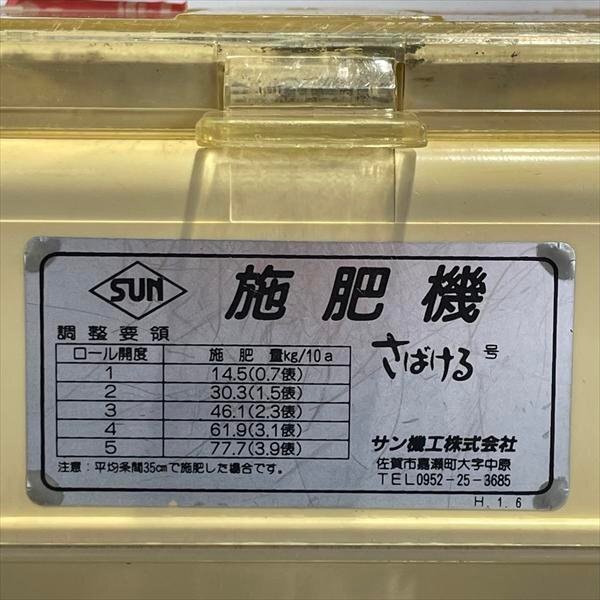 SUN
施肥機
調整要領
さばける号
ロール開度 施肥 量kg/10a
1 14.5(0.7俵)
2 30.3(1.5俵)
3 46.1(2.3俵)
4 61.9(3.1俵)
5 77.7(3.9俵)
注意:平均条間35cmで施肥した場合です。
サン機工株式会社
佐賀市嘉瀬町大字中原
TEL0952-25-3685
H.1.6